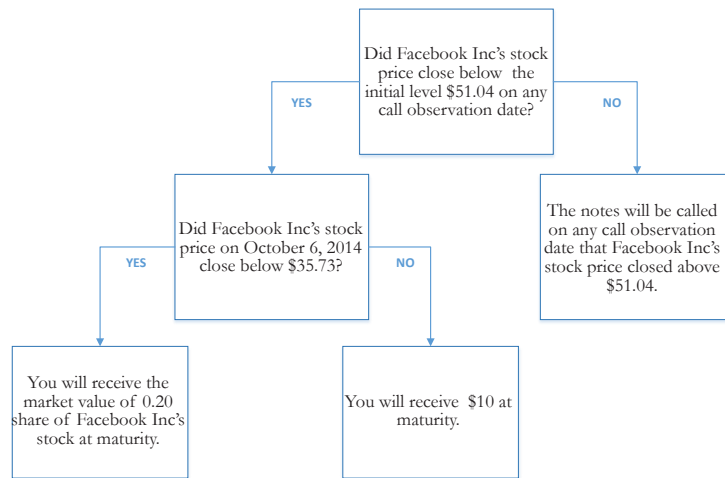 Did Facebook Inc's stock
price close below the
initial level $51.04 on any
call observation date?
YES
NO
Did Facebook Inc's stock
price on October 6, 2014
close below $35.73?
The notes will be called
on any call observation
date that Facebook Inc's
stock price closed above
$51.04.
YES
NO
You will receive the
market value of 0.20
share of Facebook Inc's
stock at maturity.
You will receive $10 at
maturity.